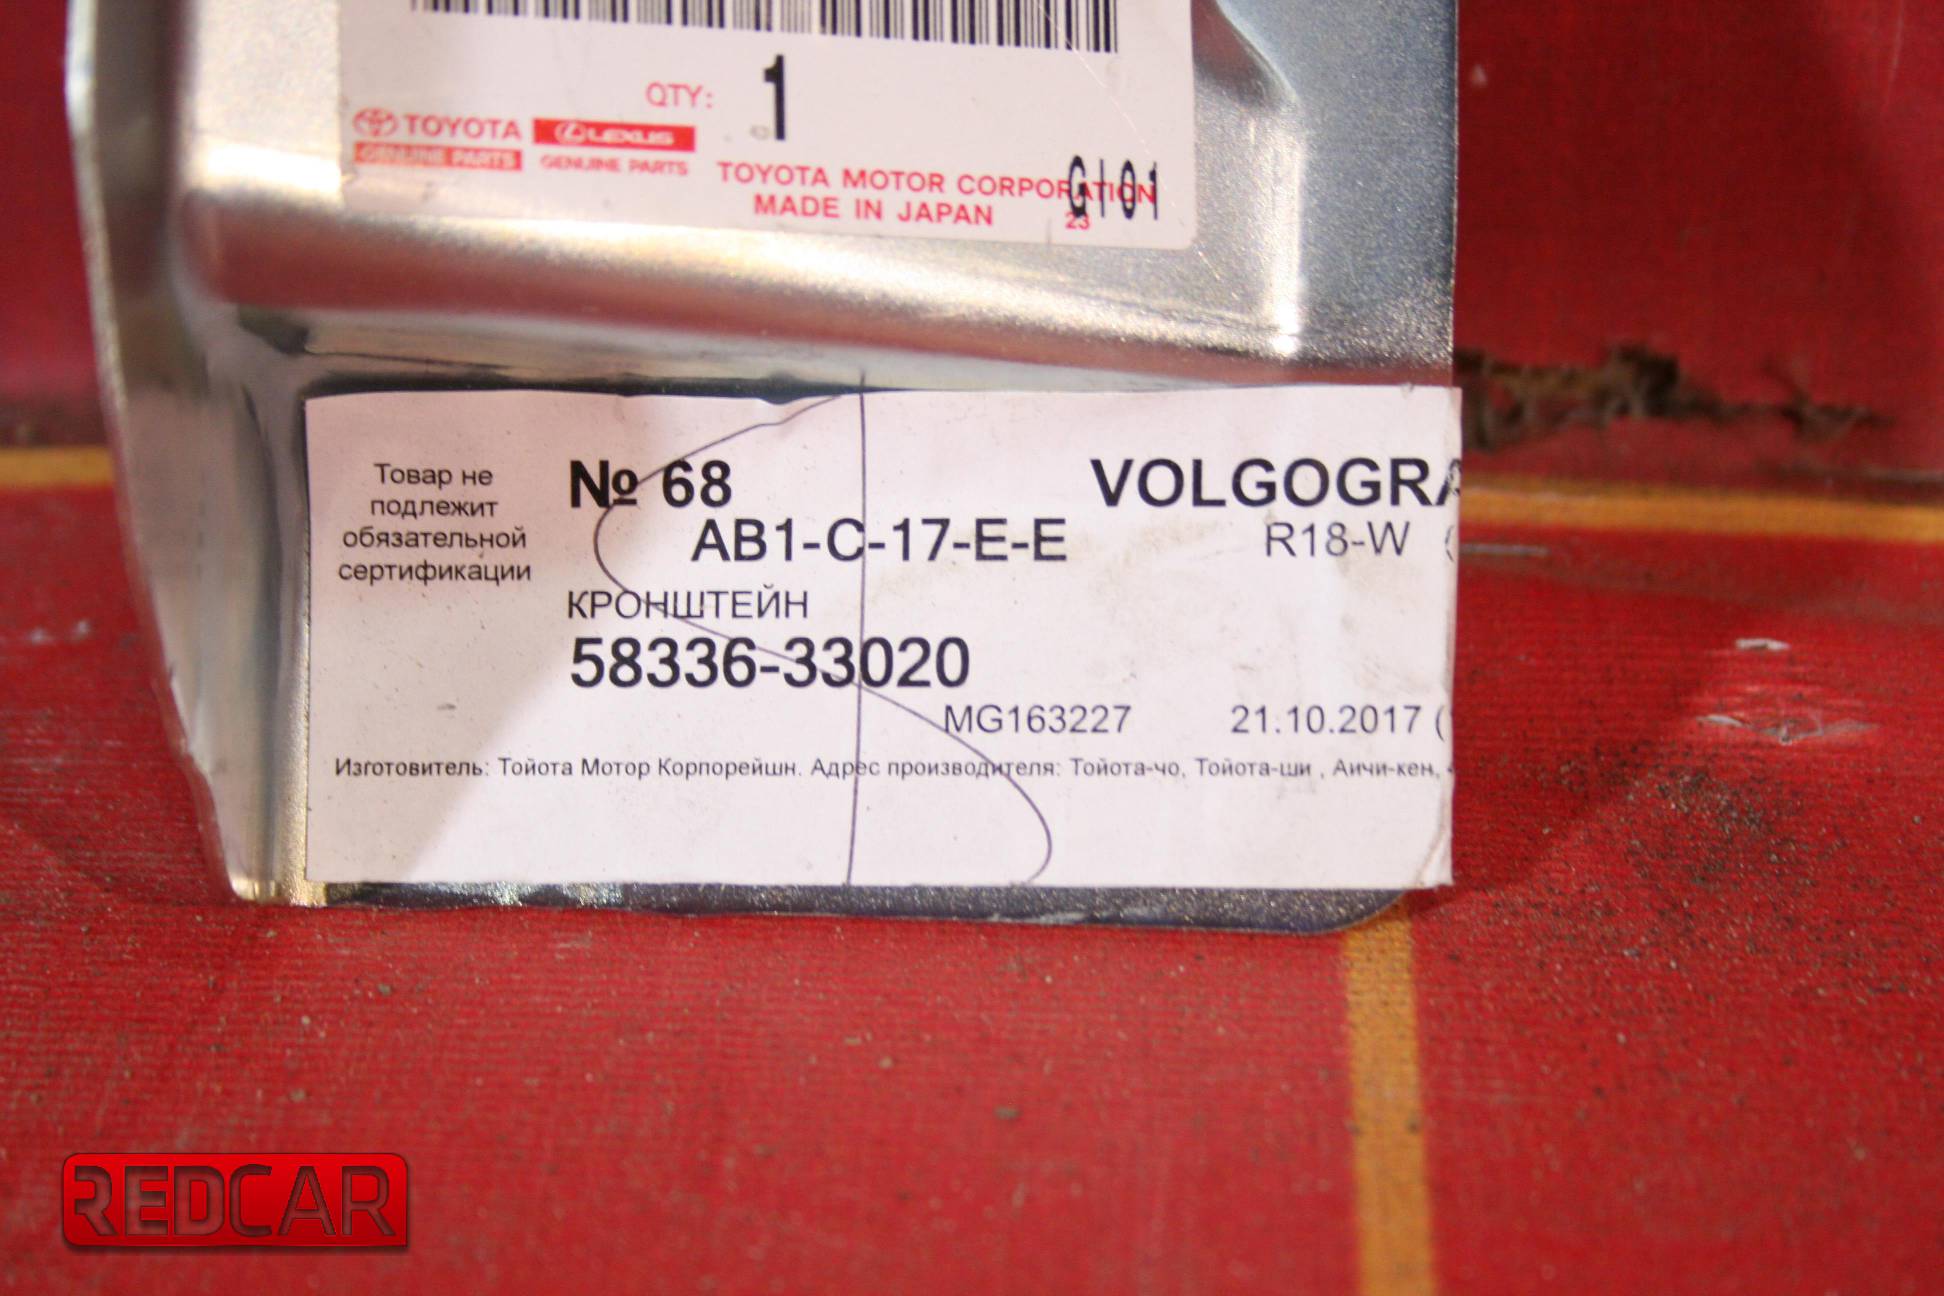 QTY: 1
TOYOTA LEXUS
GENUINE PARTS GENUINE PARTS
TOYOTA MOTOR CORPORATION
MADE IN JAPAN
23
G101
Товар не
подлежит
обязательной
сертификации
№ 68 VOLGOGRA
AB1-C-17-E-E R18-W (
КРОНШТЕЙН
58336-33020
MG163227 21.10.2017 (
Изготовитель: Тойота Мотор Корпорейшн. Адрес производителя: Тойота-чо, Тойота-ши , Аичи-кен,
REDCAR